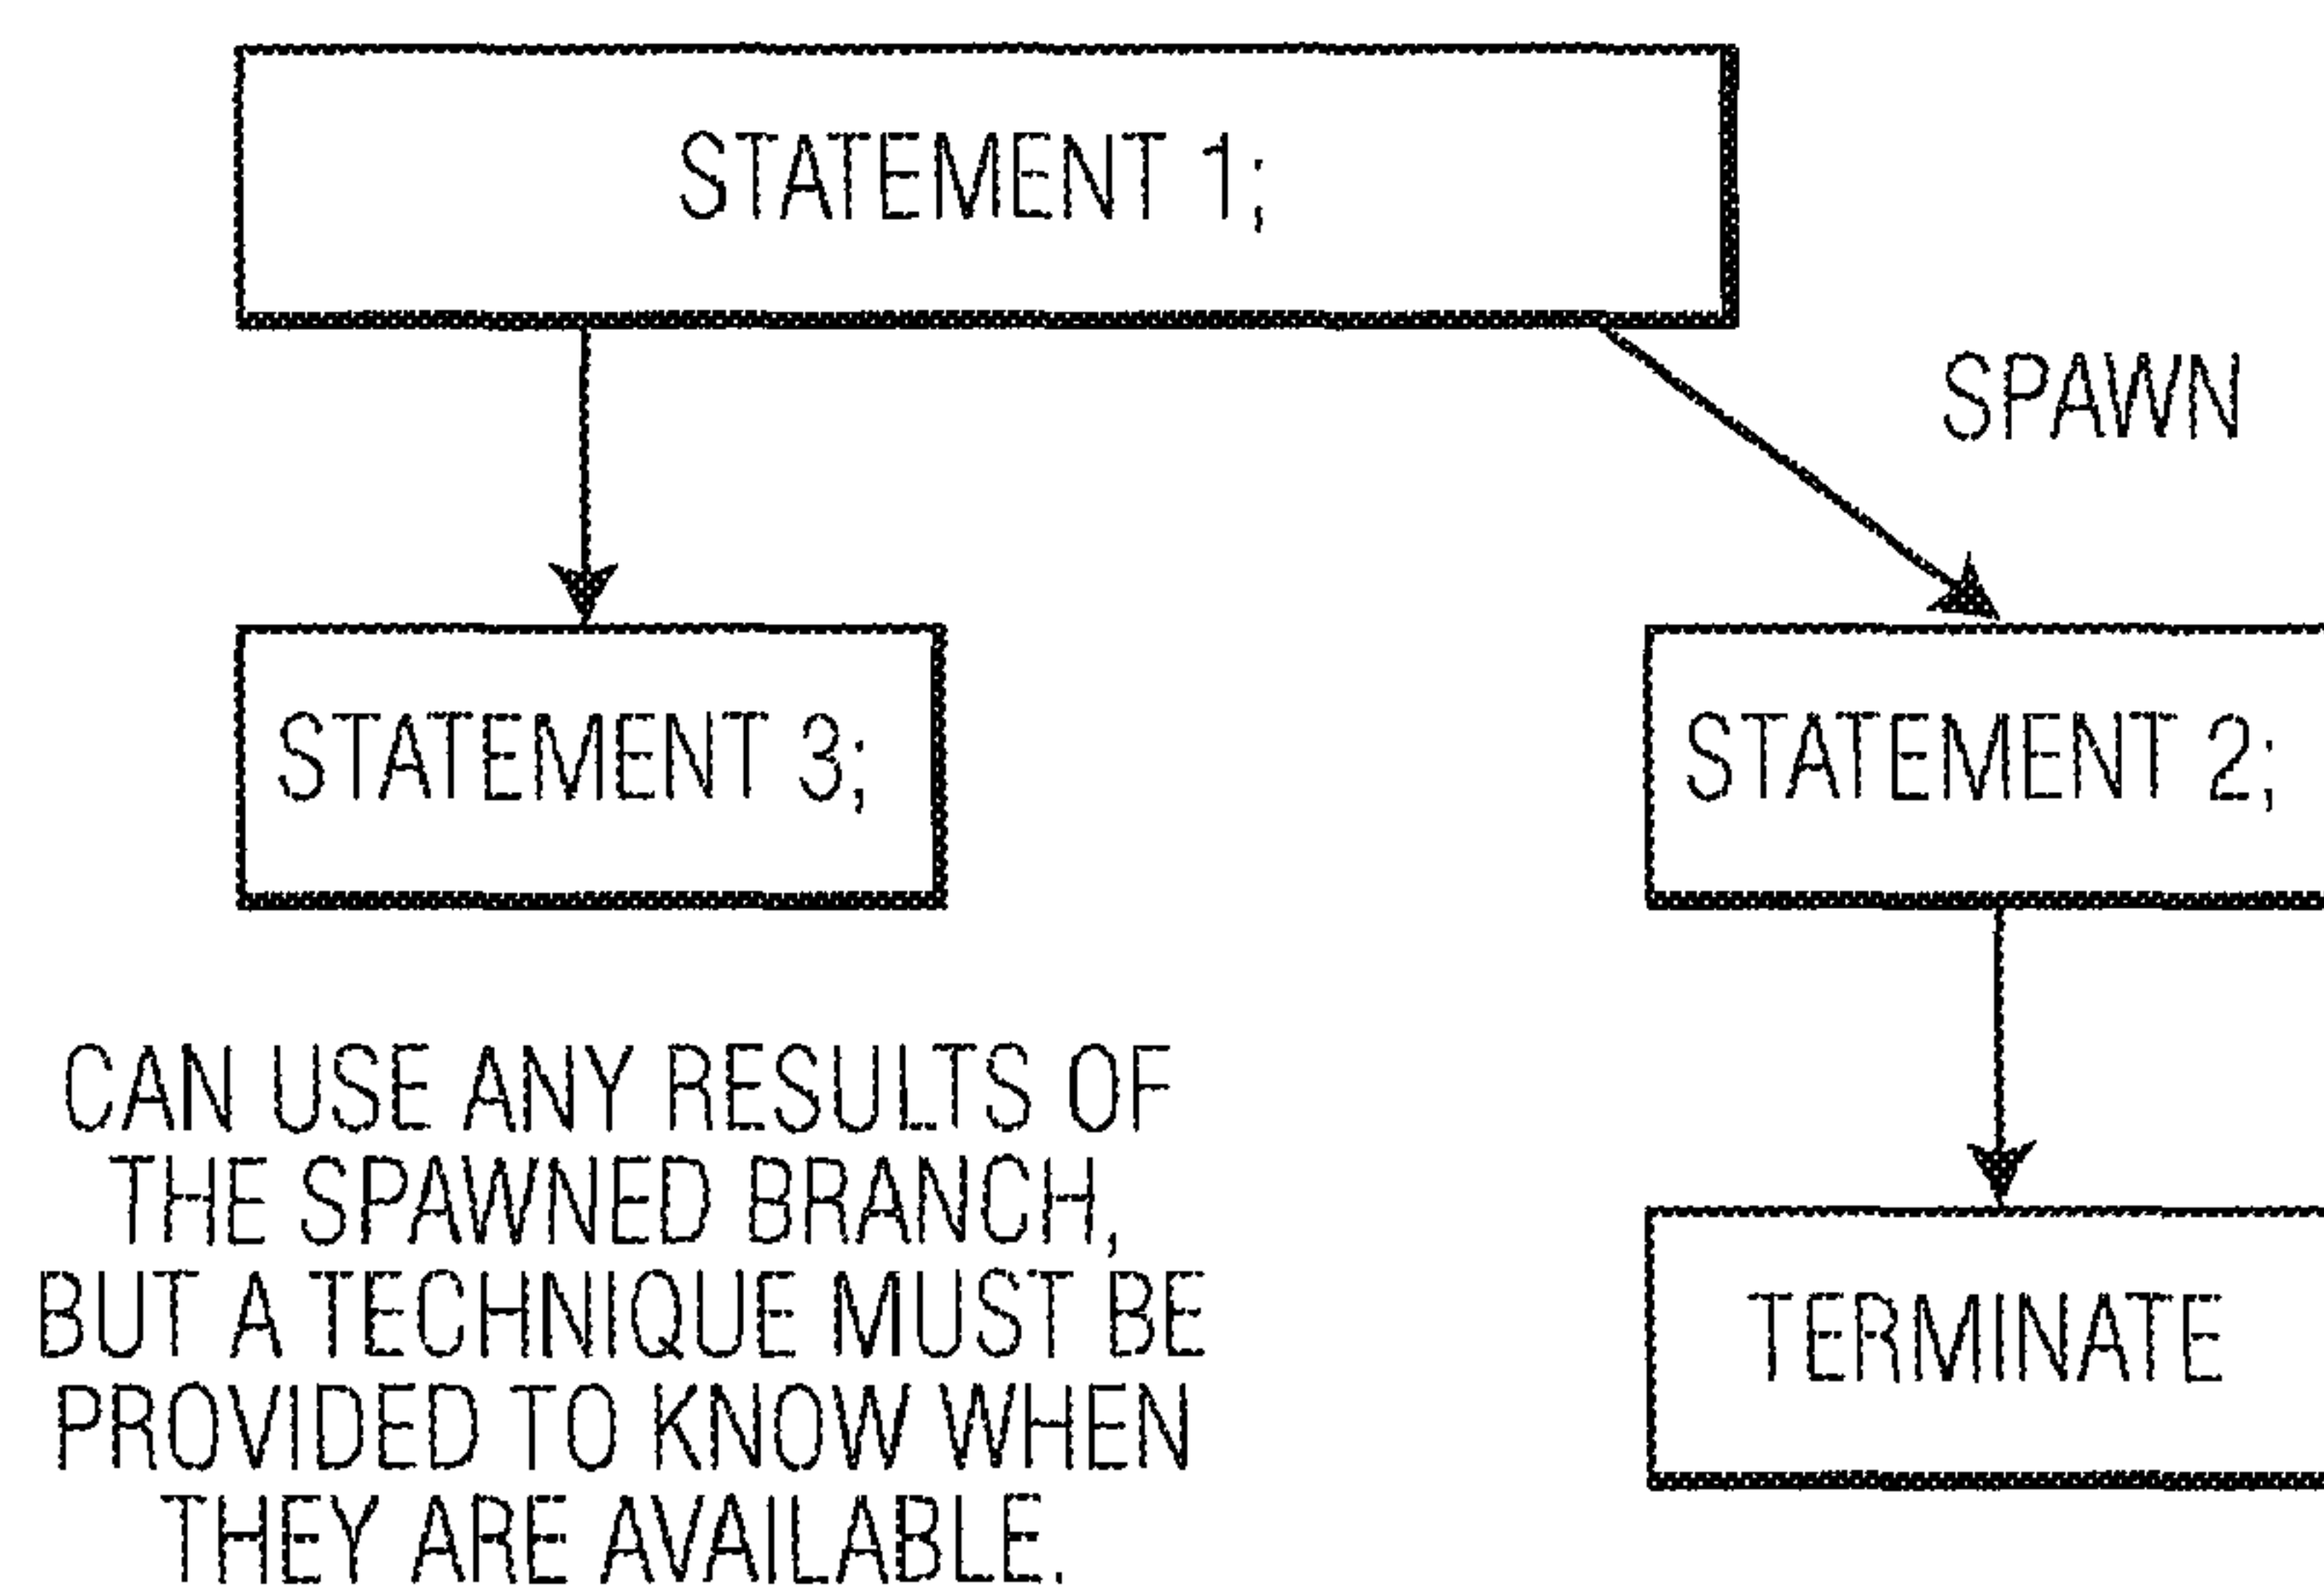 STATEMENT 1;
SPAWN
STATEMENT 3;
STATEMENT 2;
CAN USE ANY RESULTS OF
THE SPAWNED BRANCH,
BUT A TECHNIQUE MUST BE
PROVIDED TO KNOW WHEN
THEY ARE AVAILABLE.
TERMINATE